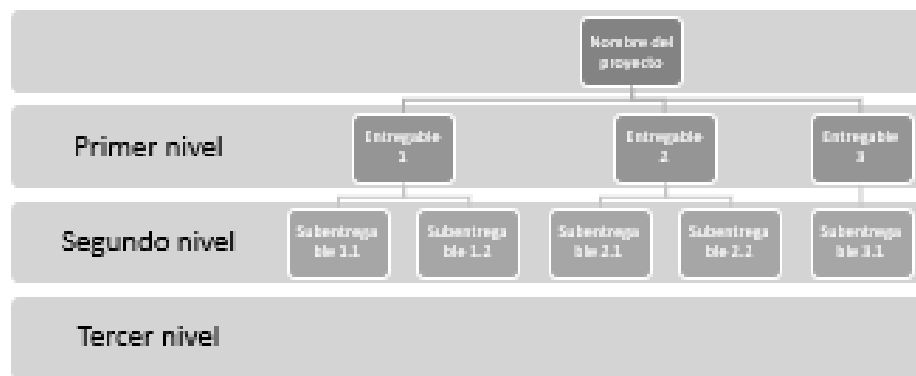 Nombre del
proyecto
Primer nivel
Entregable
1
Entregable
2
Entregable
3
Segundo nivel
Subentrega
ble 1.1
Subentrega
ble 1.2
Subentrega
ble 2.1
Subentrega
ble 2.2
Subentrega
ble 3.1
Tercer nivel